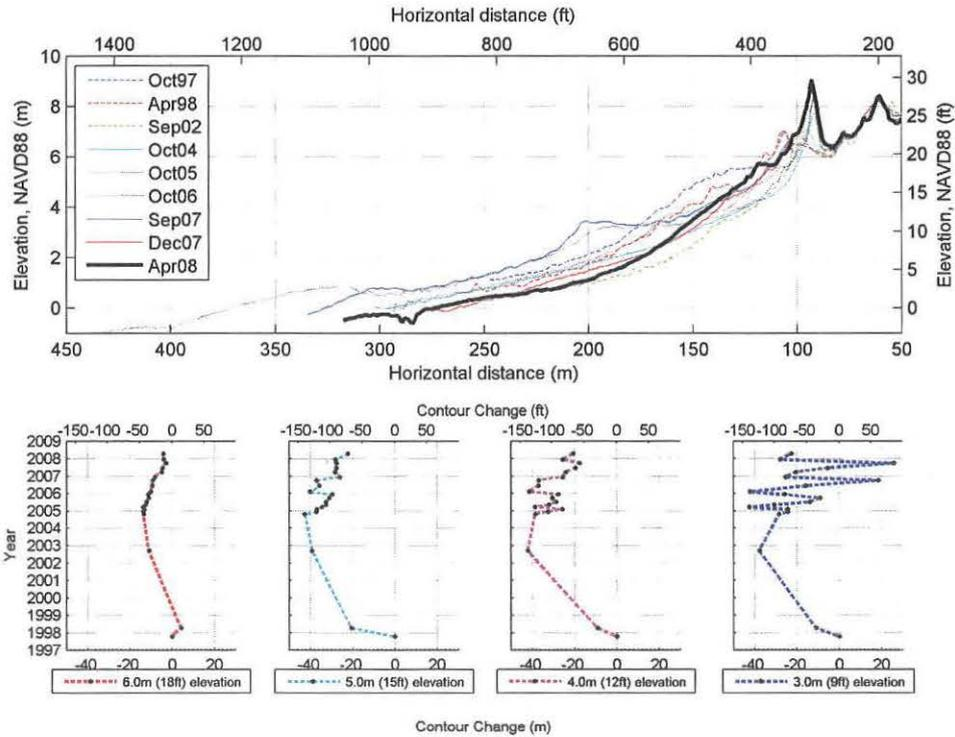 Horizontal distance (ft)
1400 1200 1000 800 600 400 200
10
8
6
4
2
0
Elevation, NAVD88 (m)
Oct97
Apr98
Sep02
Oct04
Oct05
Oct06
Sep07
Dec07
Apr08
30
25
20
15
10
5
0
Elevation, NAVD88 (ft)
450 400 350 300 250 200 150 100 50
Horizontal distance (m)
Contour Change (ft)
-150-100 -50 0 50
-150-100 -50 0 50
-150-100 -50 0 50
-150-100 -50 0 50
2009
2008
2007
2006
2005
2004
2003
2002
2001
2000
1999
1998
1997
Year
-40 -20 0 20
-40 -20 0 20
-40 -20 0 20
-40 -20 0 20
6.0m (18ft) elevation
5.0m (15ft) elevation
4.0m (12ft) elevation
3.0m (9ft) elevation
Contour Change (m)